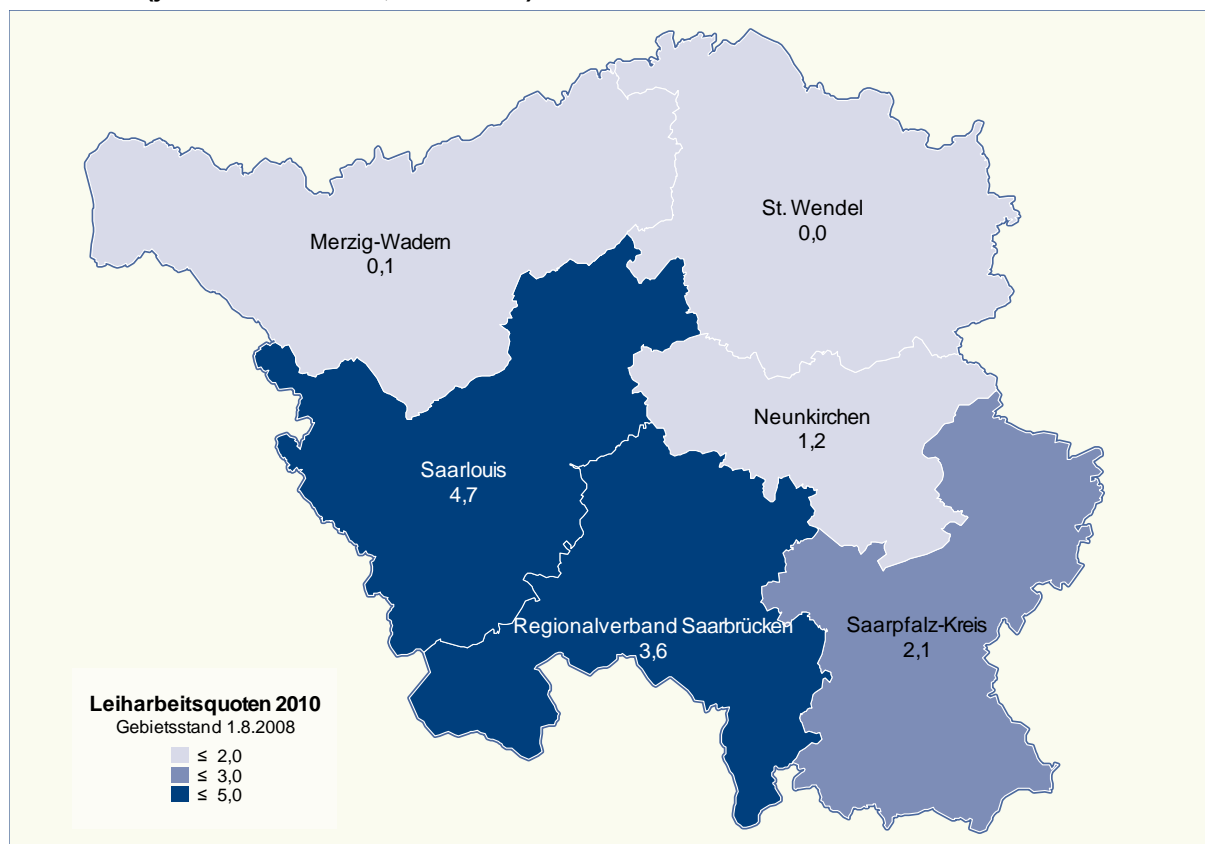 St. Wendel
0,0
Merzig-Wadern
0,1
Neunkirchen
1,2
Saarlouis
4,7
Regionalverband Saarbrücken
3,6
Saarpfalz-Kreis
2,1
Leiharbeitsquoten 2010
Gebietsstand 1.8.2008
≤ 2,0
≤ 3,0
≤ 5,0